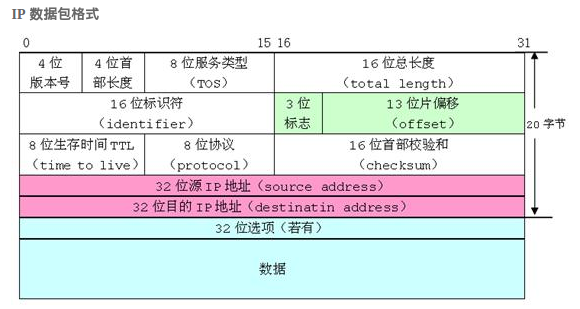 IP 数据包格式
0 15 16 31
4 位 4 位首 8 位服务类型 16 位总长度
版本号 部长度 (TOS) (total length)
16 位标识符 3 位 13 位片偏移
(identifier) 标志 (offset)
20 字节
8 位生存时间 TTL 8 位协议 16 位首部校验和
(time to live) (protocol) (checksum)
32 位源 IP 地址 (source address)
32 位目的 IP 地址 (destinatin address)
32 位选项 (若有)
数据